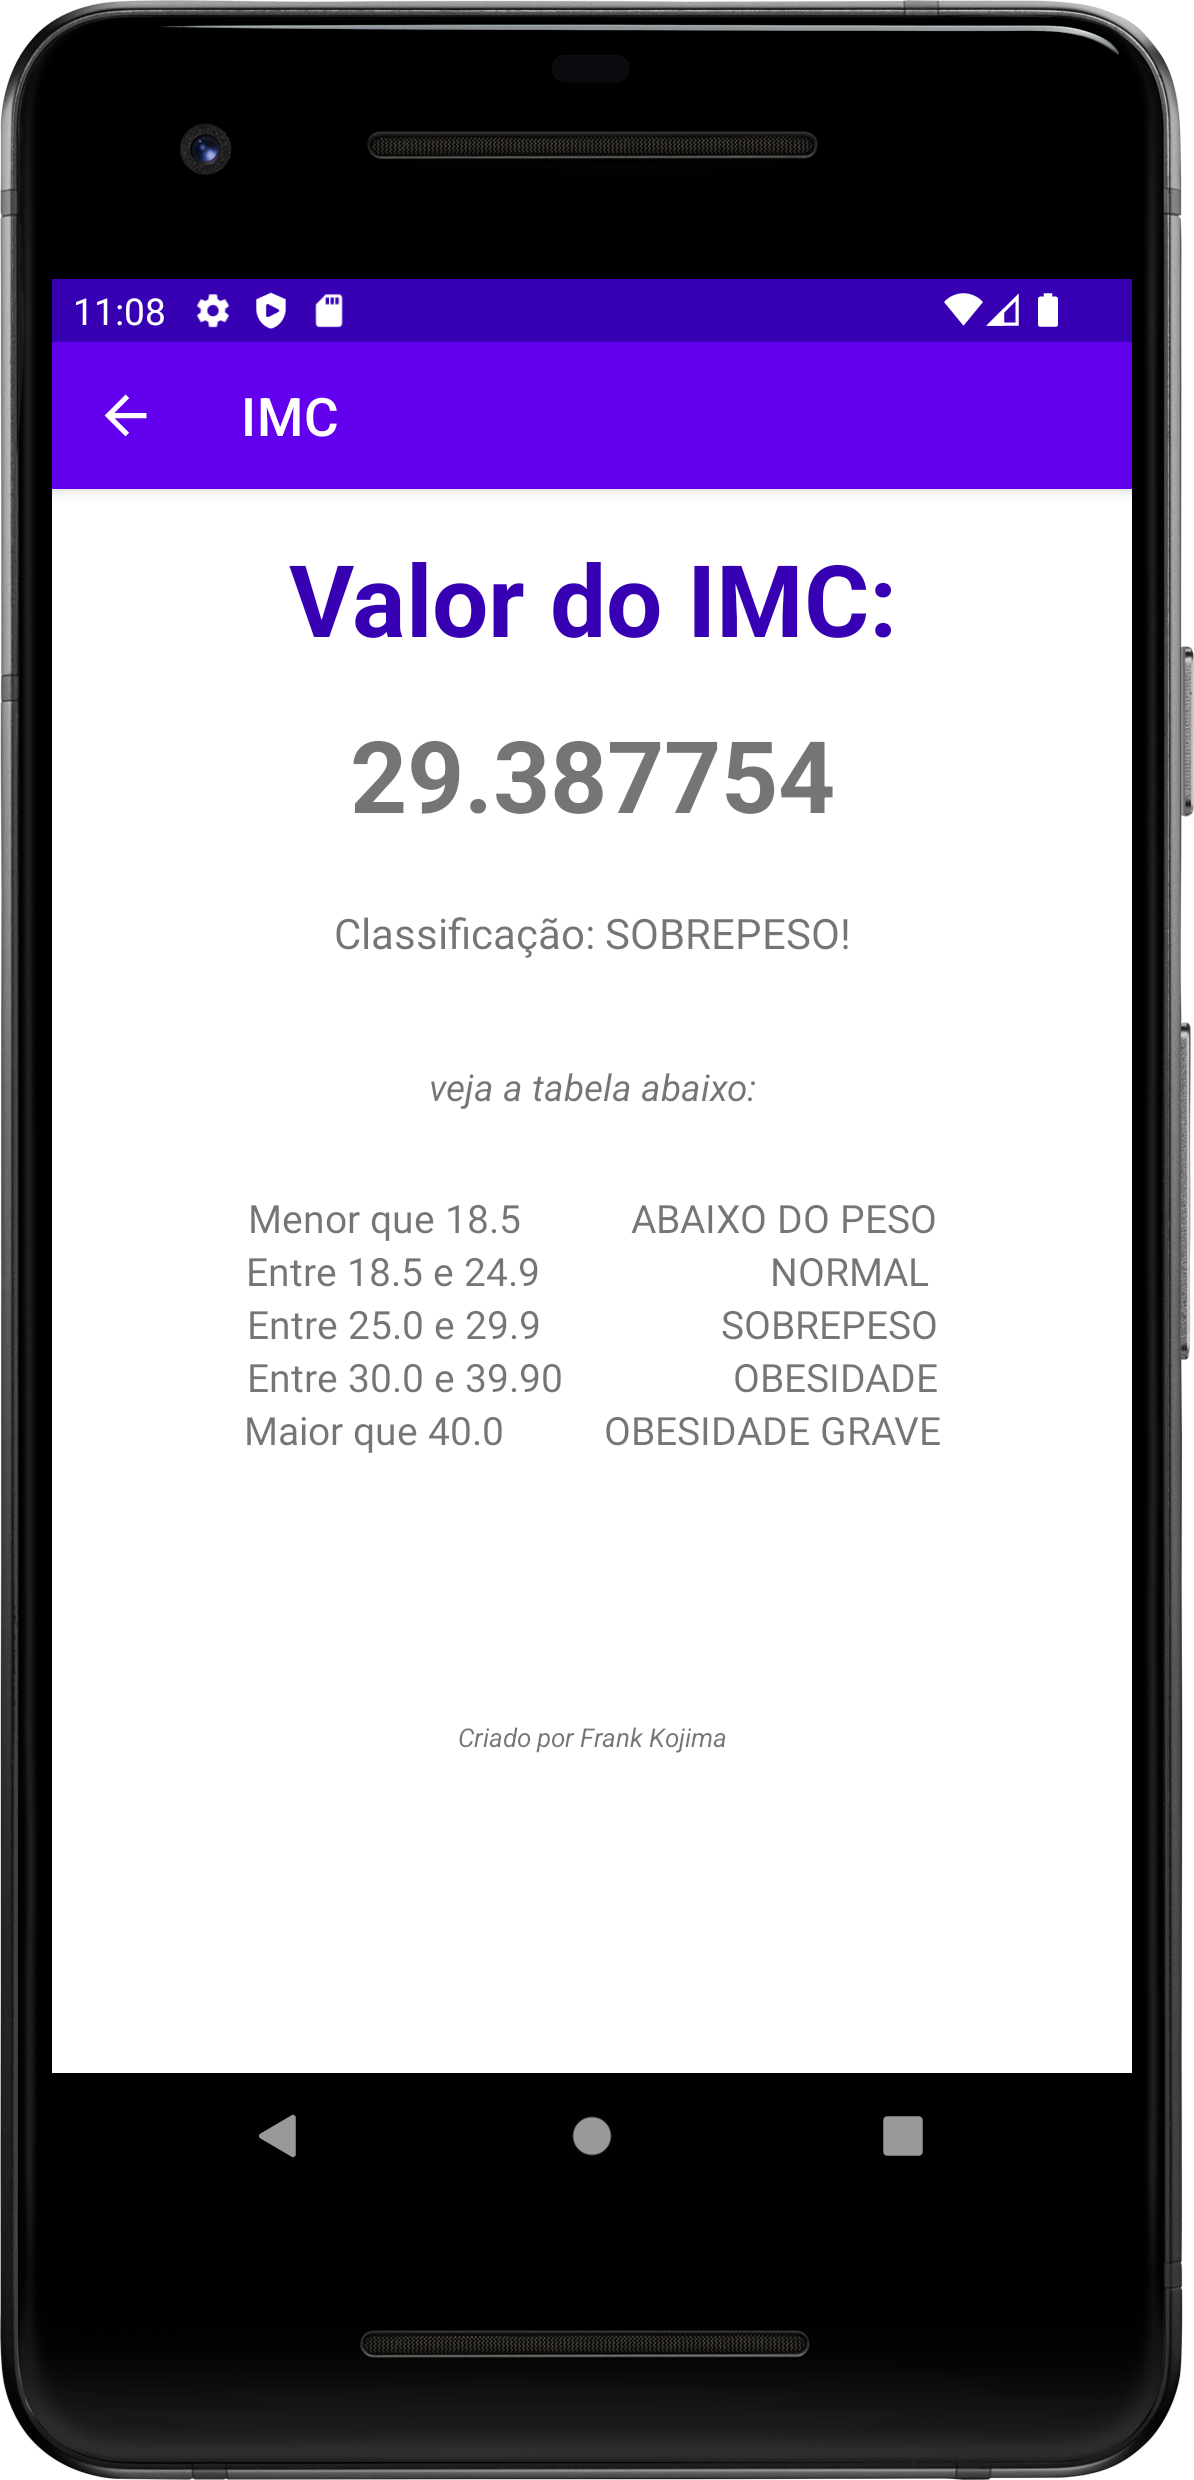 11:08
IMC
Valor do IMC:
29.387754
Classificação: SOBREPESO!
veja a tabela abaixo:
Menor que 18.5 ABAIXO DO PESO
Entre 18.5 e 24.9 NORMAL
Entre 25.0 e 29.9 SOBREPESO
Entre 30.0 e 39.90 OBESIDADE
Maior que 40.0 OBESIDADE GRAVE
Criado por Frank Kojima